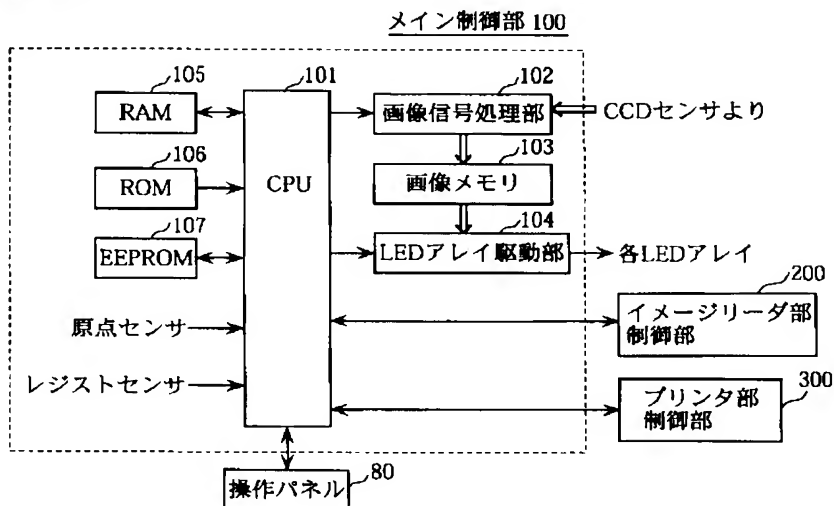 メイン制御部 100
105
RAM
106
ROM
107
EEPROM
原点センサ
レジストセンサ
101
CPU
102
画像信号処理部
CCDセンサより
103
画像メモリ
104
LEDアレイ駆動部
各LEDアレイ
200
イメージリーダ部
制御部
300
プリンタ部
制御部
操作パネル
80